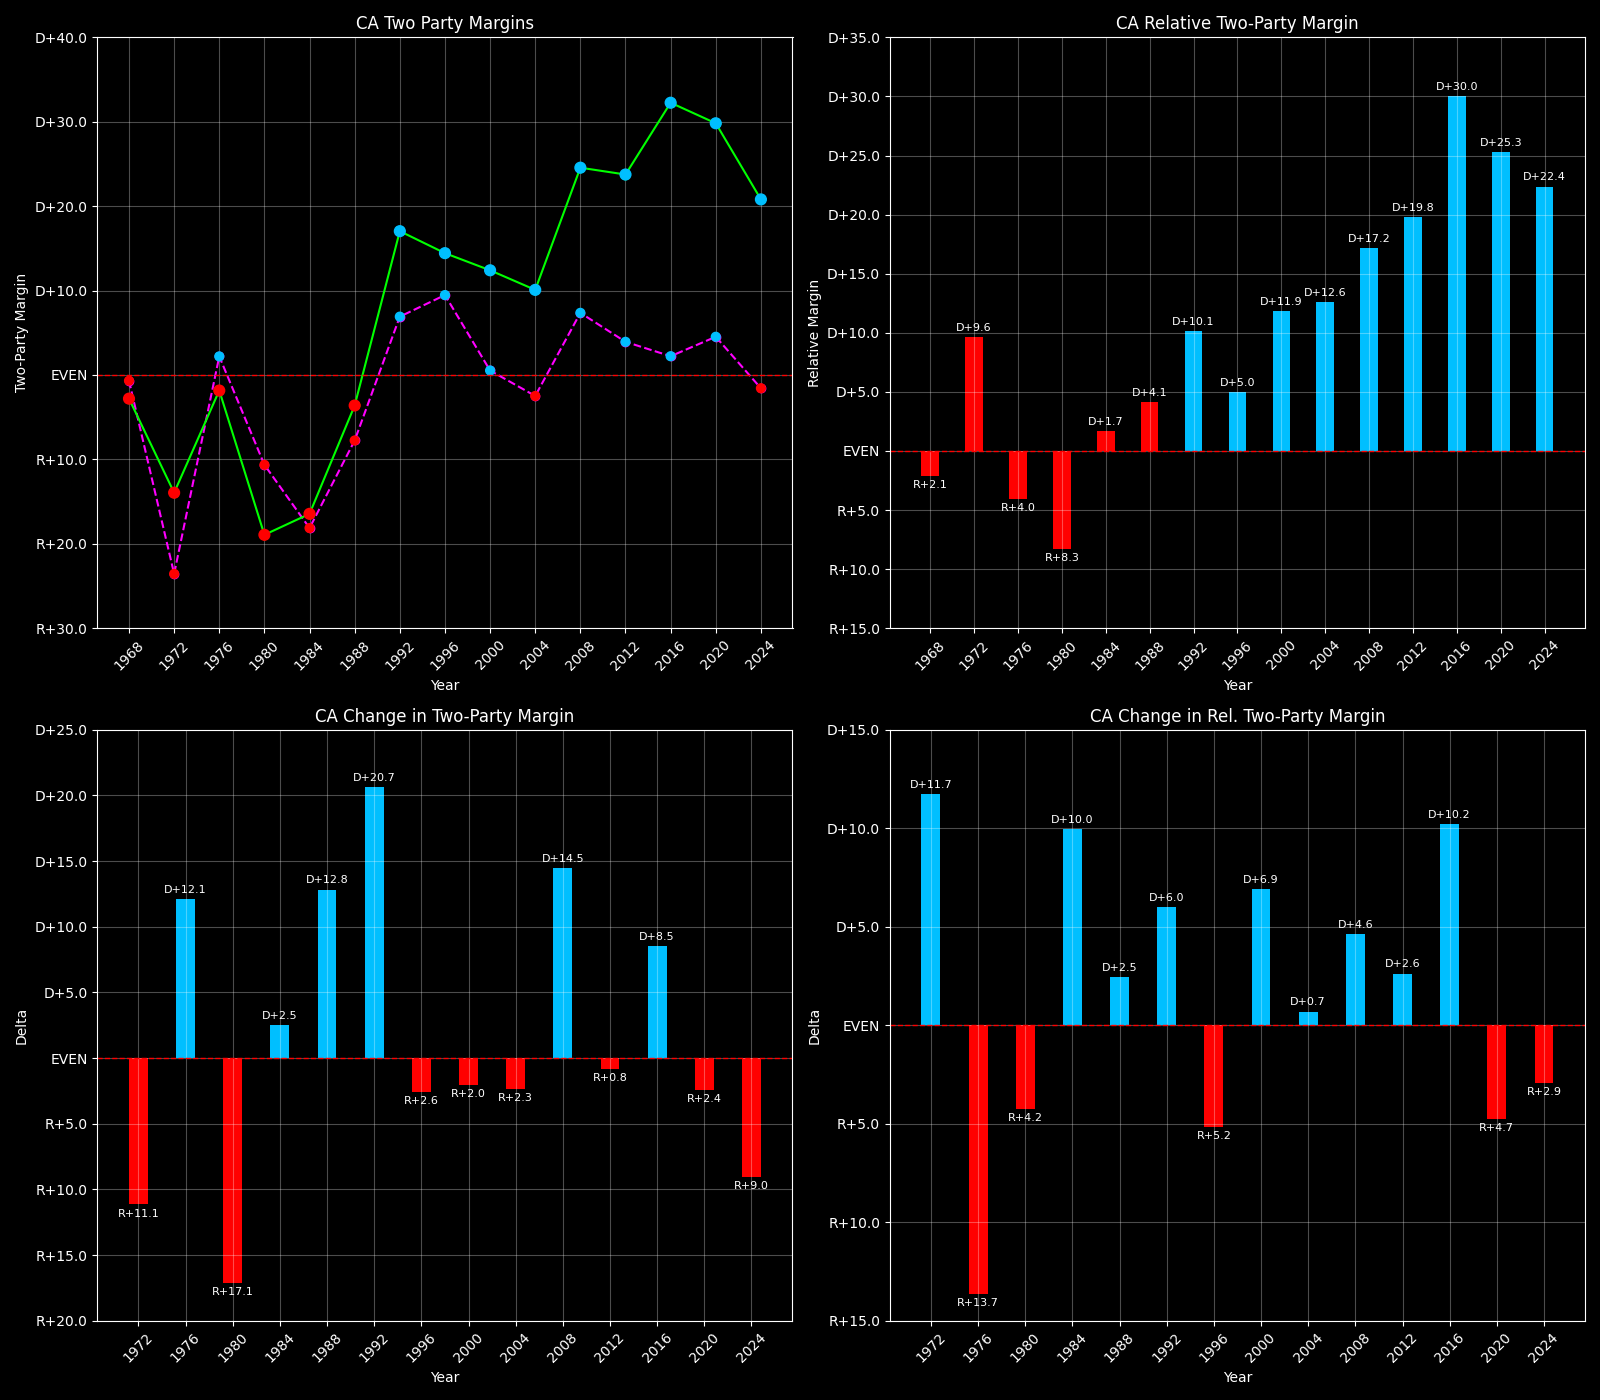 CA Two Party Margins
D+40.0
D+30.0
D+20.0
D+10.0
EVEN
R+10.0
R+20.0
R+30.0
Two-Party Margin
1968 1972 1976 1980 1984 1988 1992 1996 2000 2004 2008 2012 2016 2020 2024
Year
CA Relative Two-Party Margin
D+35.0
D+30.0
D+25.0
D+20.0
D+15.0
D+10.0
D+5.0
EVEN
R+5.0
R+10.0
R+15.0
Relative Margin
R+2.1 D+9.6 R+4.0 R+8.3 D+1.7 D+4.1 D+10.1 D+5.0 D+11.9 D+12.6 D+17.2 D+19.8 D+30.0 D+25.3 D+22.4
1968 1972 1976 1980 1984 1988 1992 1996 2000 2004 2008 2012 2016 2020 2024
Year
CA Change in Two-Party Margin
D+25.0
D+20.0
D+15.0
D+10.0
D+5.0
EVEN
R+5.0
R+10.0
R+15.0
R+20.0
Delta
R+11.1 D+12.1 R+17.1 D+2.5 D+12.8 D+20.7 R+2.6 R+2.0 R+2.3 D+14.5 R+0.8 D+8.5 R+2.4 R+9.0
1972 1976 1980 1984 1988 1992 1996 2000 2004 2008 2012 2016 2020 2024
Year
CA Change in Rel. Two-Party Margin
D+15.0
D+10.0
D+5.0
EVEN
R+5.0
R+10.0
R+15.0
Delta
D+11.7 R+13.7 R+4.2 D+10.0 D+2.5 D+6.0 R+5.2 D+6.9 D+0.7 D+4.6 D+2.6 D+10.2 R+4.7 R+2.9
1972 1976 1980 1984 1988 1992 1996 2000 2004 2008 2012 2016 2020 2024
Year